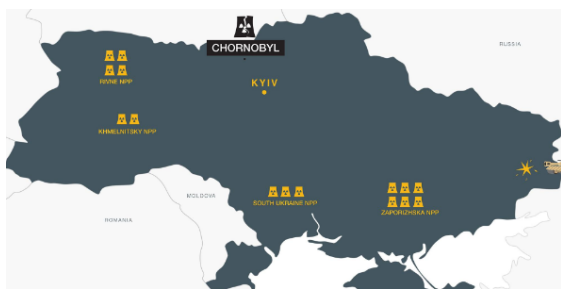 CHORNOBYL
RUSSIA
RIVNE NPP
KYIV
KHMELNITSKY NPP
MOLDOVA
SOUTH UKRAINE NPP
ZAPORIZHSKA NPP
ROMANIA